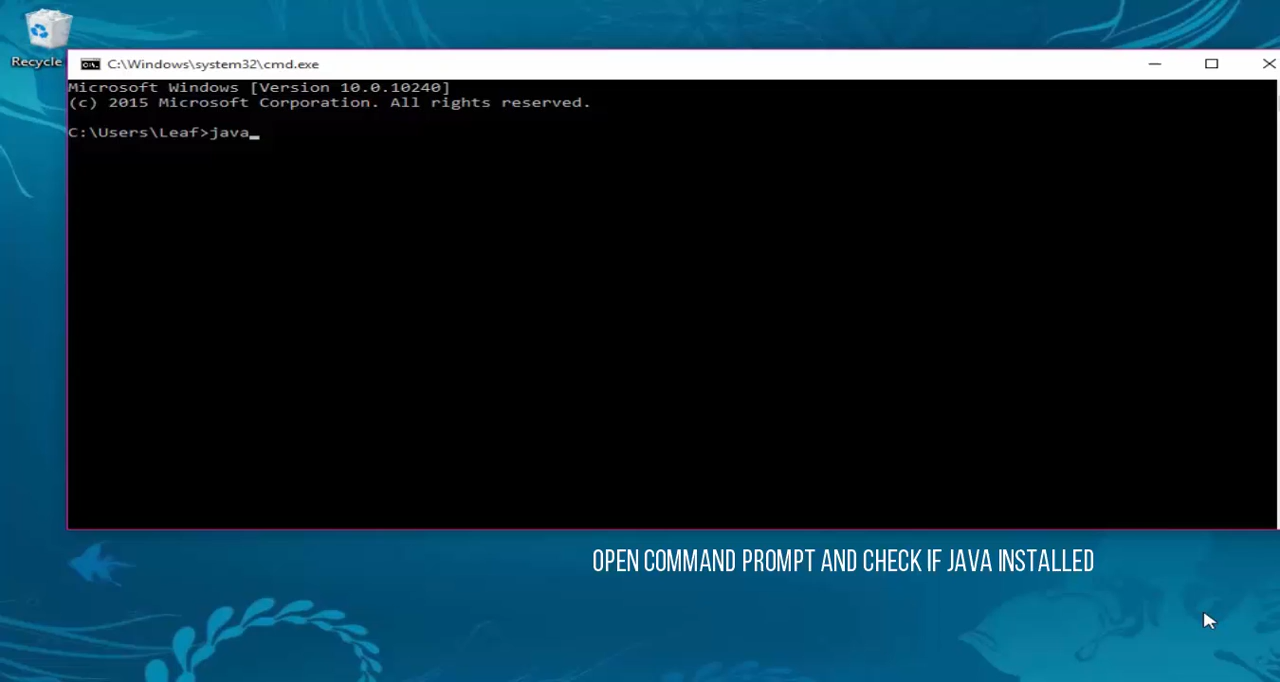 Recycle
C:\Windows\system32\cmd.exe
Microsoft Windows [Version 10.0.10240]
(c) 2015 Microsoft Corporation. All rights reserved.
C:\Users\Leaf>java_
OPEN COMMAND PROMPT AND CHECK IF JAVA INSTALLED